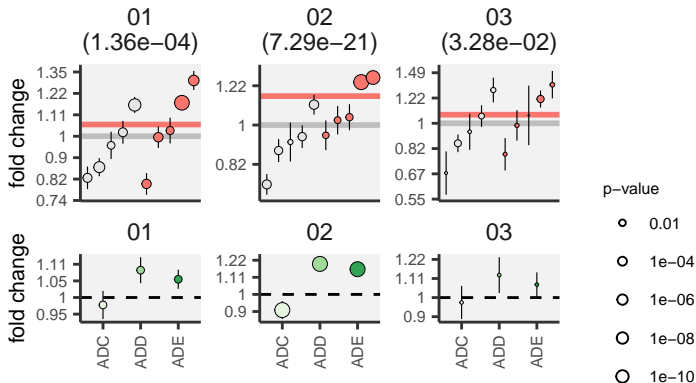 01 02 03
(1.36e−04) (7.29e−21) (3.28e−02)
fold change
1.35
1.22
1.11
1
0.9
0.82
0.74
1.22
1
0.82
1.49
1.22
1
0.82
0.67
0.55
01 02 03
fold change
1.11
1.05
1
0.95
1.22
1.11
1
0.9
1.22
1.11
1
0.9
ADC ADD ADE ADC ADD ADE ADC ADD ADE
p−value
0.01
1e−04
1e−06
1e−08
1e−10